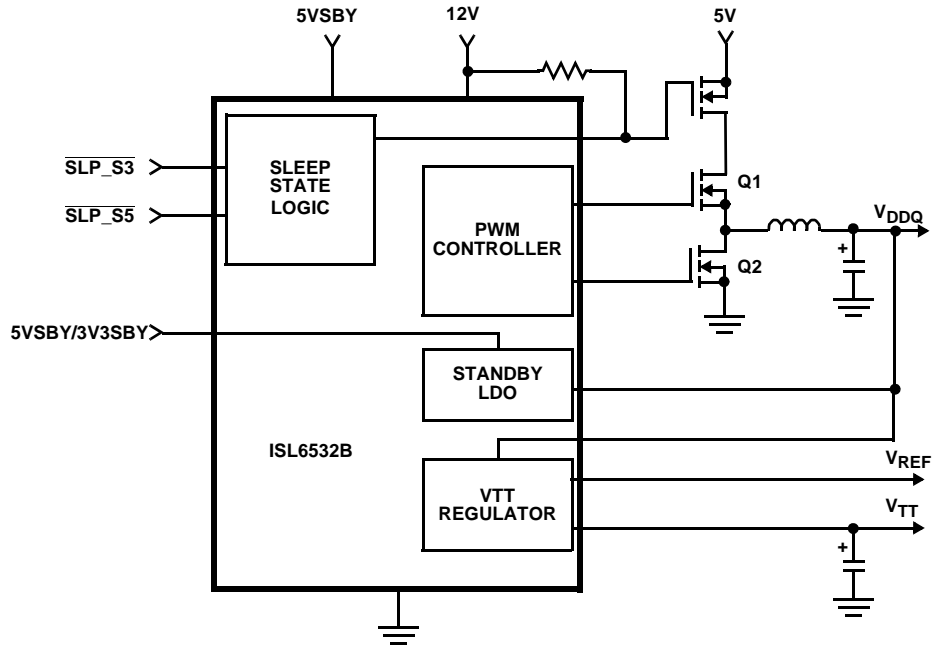 5VSBY
12V
5V
SLP_S3
SLP_S5
SLEEP
STATE
LOGIC
PWM
CONTROLLER
Q1
Q2
VDDQ
+
5VSBY/3V3SBY
STANDBY
LDO
ISL6532B
VREF
VTT
REGULATOR
VTT
+